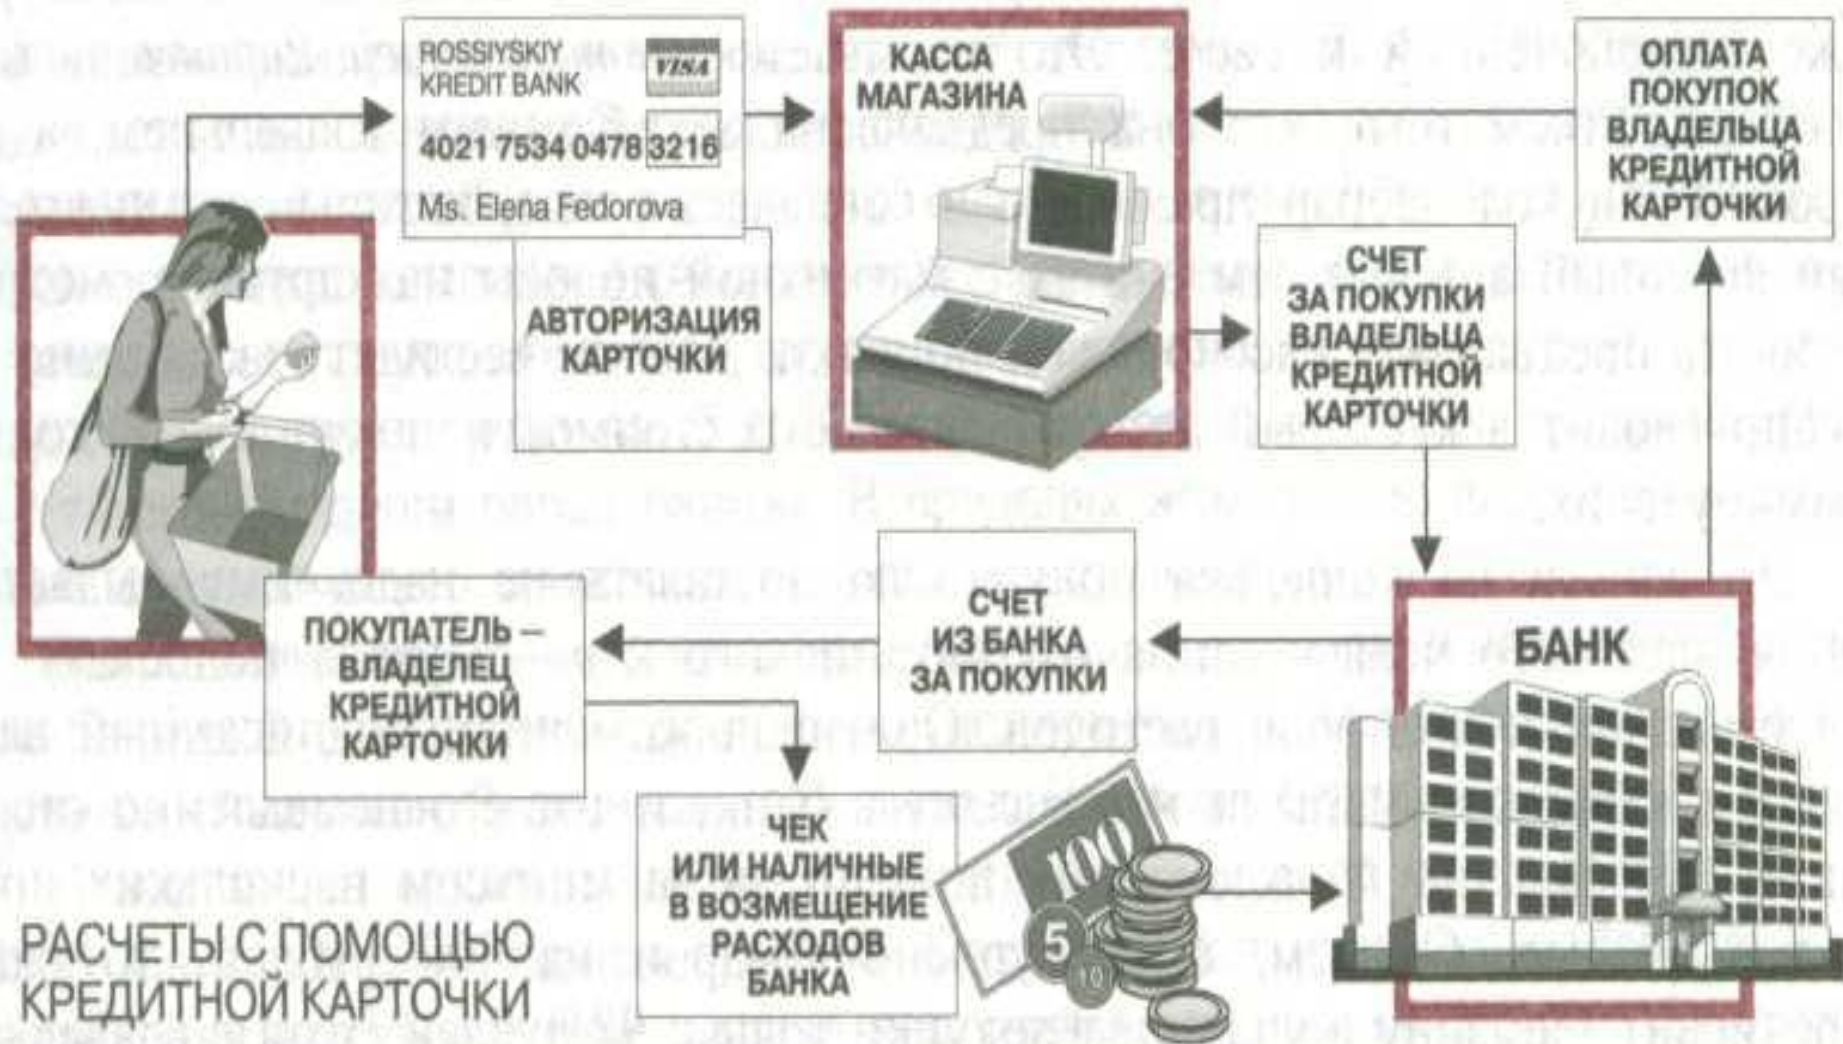 ROSSIYSKIY
KREDIT BANK
VISA
4021 7534 0478 3216
Ms. Elena Fedorova
АВТОРИЗАЦИЯ
КАРТОЧКИ
КАССА
МАГАЗИНА
СЧЕТ
ЗА ПОКУПКИ
ВЛАДЕЛЬЦА
КРЕДИТНОЙ
КАРТОЧКИ
ОПЛАТА
ПОКУПОК
ВЛАДЕЛЬЦА
КРЕДИТНОЙ
КАРТОЧКИ
ПОКУПАТЕЛЬ —
ВЛАДЕЛЕЦ
КРЕДИТНОЙ
КАРТОЧКИ
СЧЕТ
ИЗ БАНКА
ЗА ПОКУПКИ
БАНК
ЧЕК
ИЛИ НАЛИЧНЫЕ
В ВОЗМЕЩЕНИЕ
РАСХОДОВ
БАНКА
100
5
10
РАСЧЕТЫ С ПОМОЩЬЮ
КРЕДИТНОЙ КАРТОЧКИ